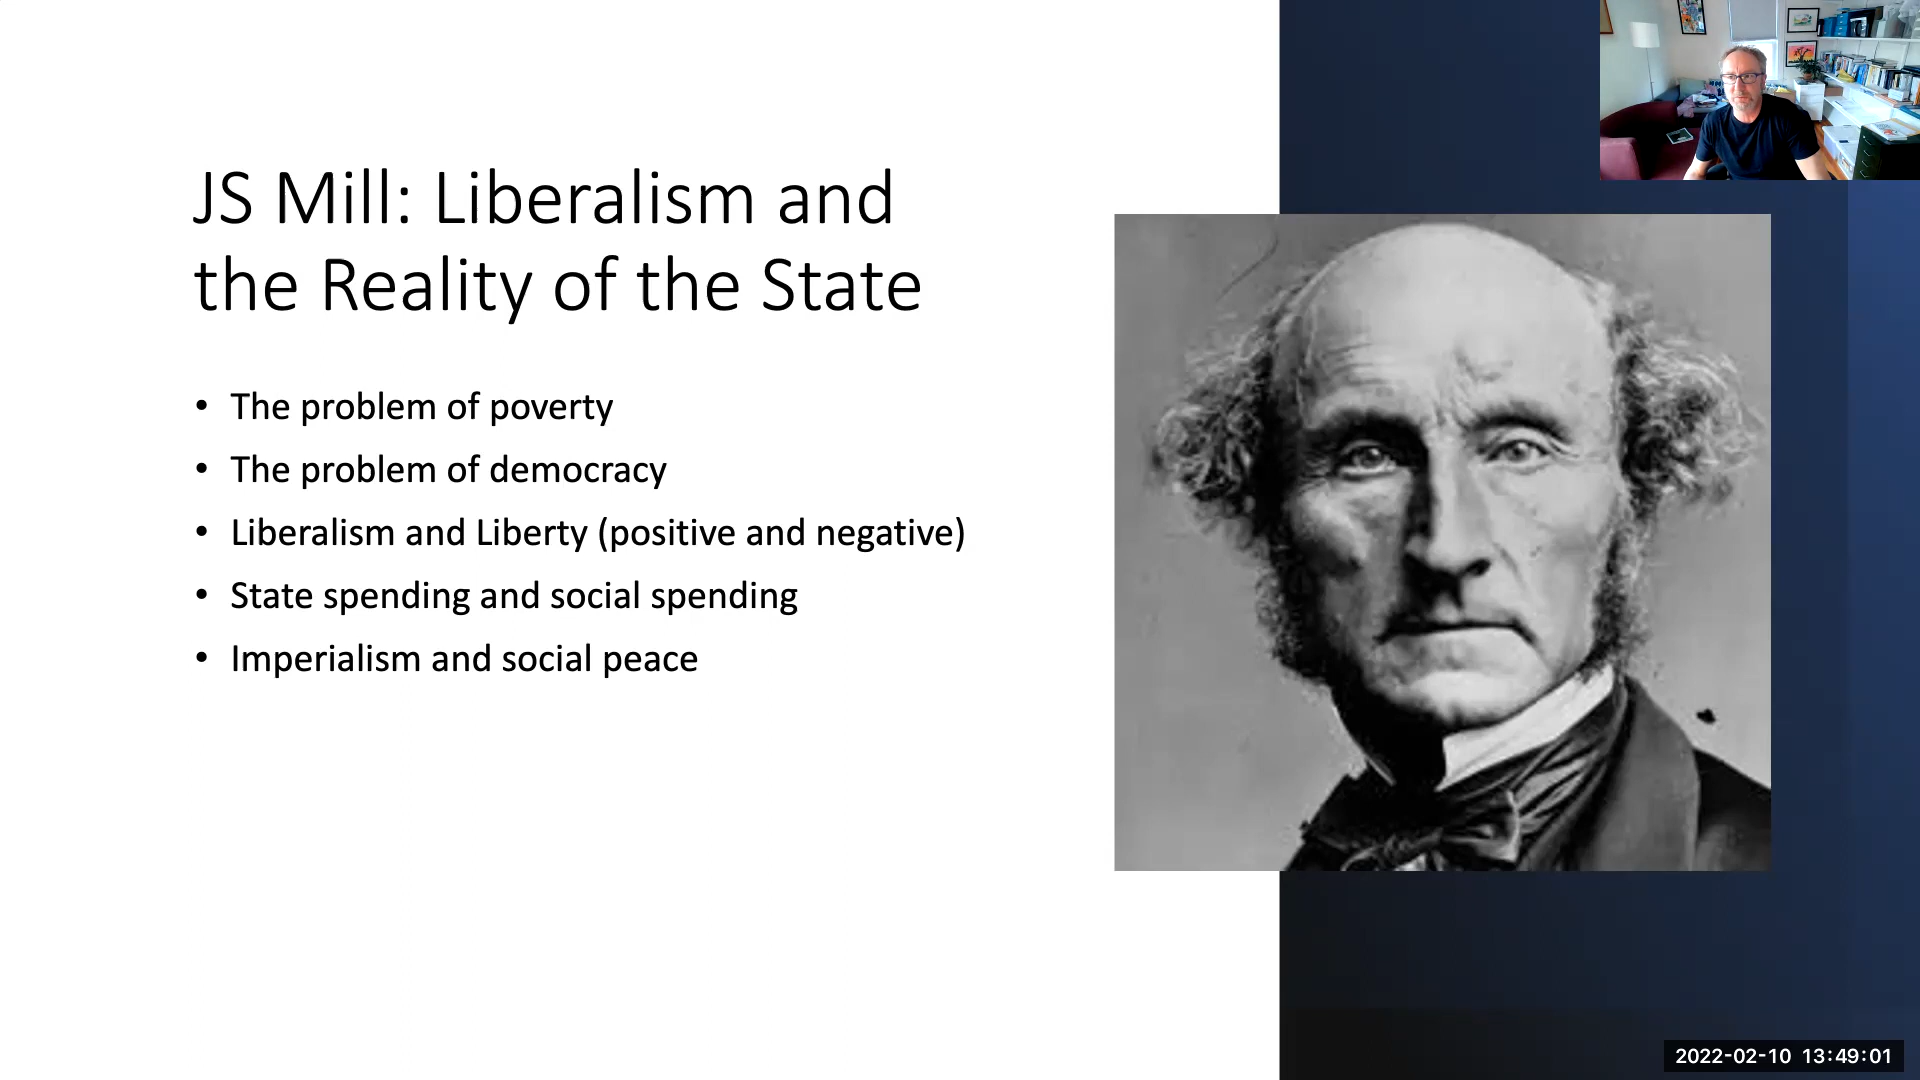 JS Mill: Liberalism and
the Reality of the State
• The problem of poverty
• The problem of democracy
• Liberalism and Liberty (positive and negative)
• State spending and social spending
• Imperialism and social peace
2022-02-10 13:49:01